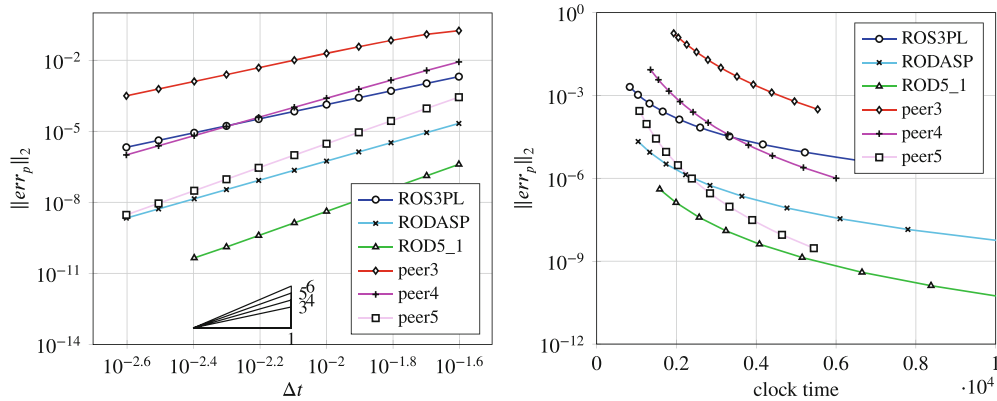 10^−2
10^−5
10^−8
10^−11
10^−14
||err_p||_2
10^−2.6
10^−2.4
10^−2.2
10^−2
10^−1.8
10^−1.6
Δt
3
4
5
6
1
ROS3PL
RODASP
ROD5_1
peer3
peer4
peer5
10^0
10^−3
10^−6
10^−9
10^−12
||err_p||_2
0
0.2
0.4
0.6
0.8
1
clock time
·10^4
ROS3PL
RODASP
ROD5_1
peer3
peer4
peer5